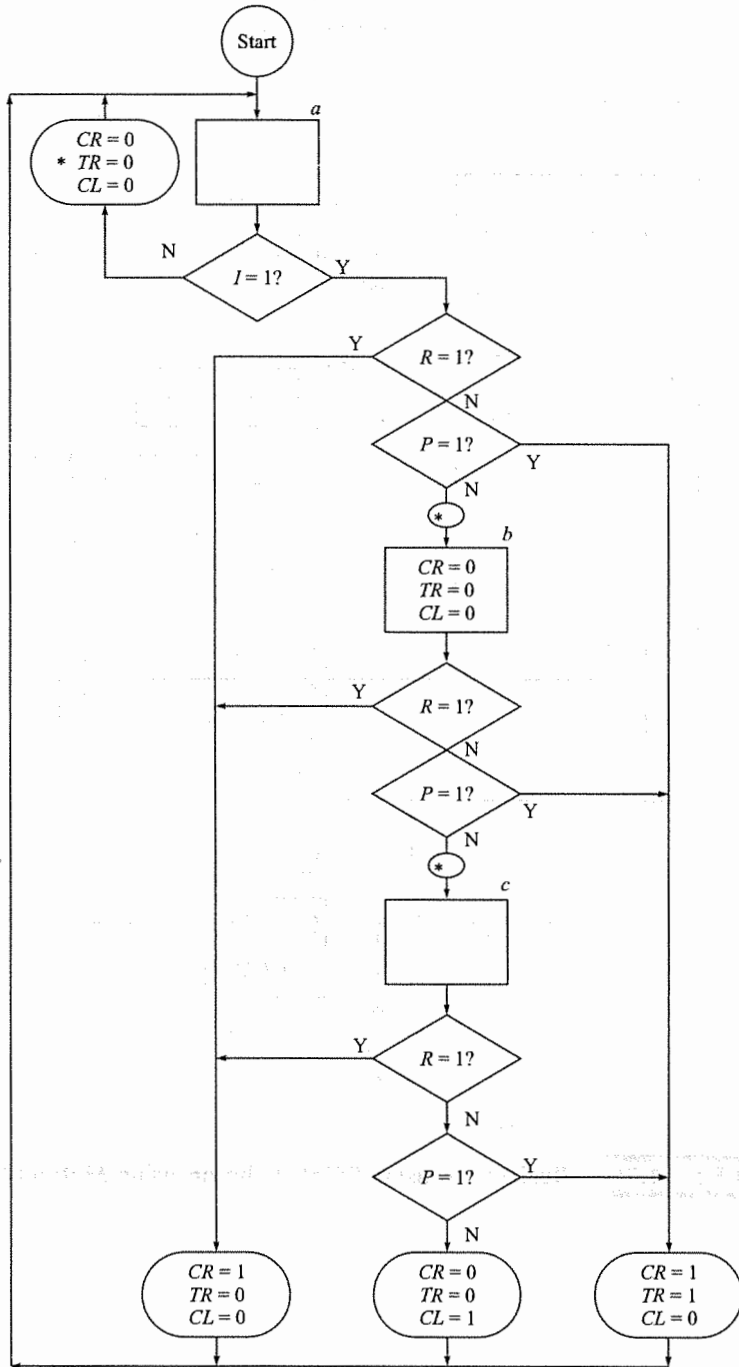 Start
a
CR = 0
* TR = 0
CL = 0
N
I = 1?
Y
Y
R = 1?
N
P = 1?
Y
N
*
b
CR = 0
TR = 0
CL = 0
Y
R = 1?
N
P = 1?
Y
N
*
c
Y
R = 1?
N
P = 1?
Y
N
CR = 1
TR = 0
CL = 0
CR = 0
TR = 0
CL = 1
CR = 1
TR = 1
CL = 0